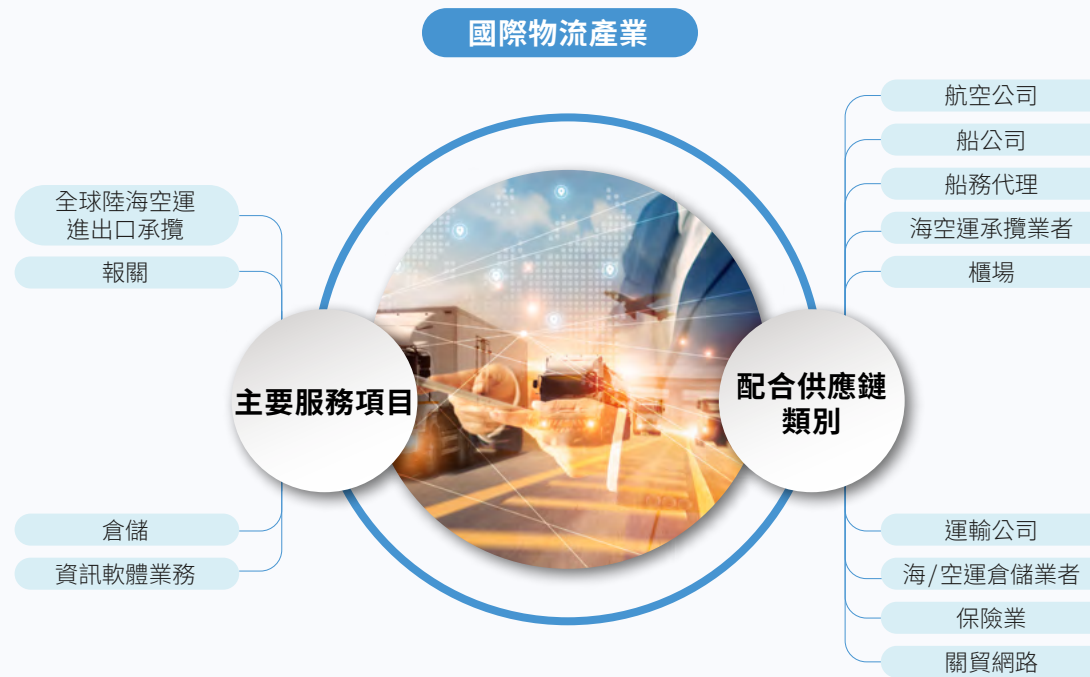 國際物流產業
全球陸海空運
進出口承攬
報關
主要服務項目
倉儲
資訊軟體業務
配合供應鏈
類別
航空公司
船公司
船務代理
海空運承攬業者
櫃場
運輸公司
海/空運倉儲業者
保險業
關貿網路